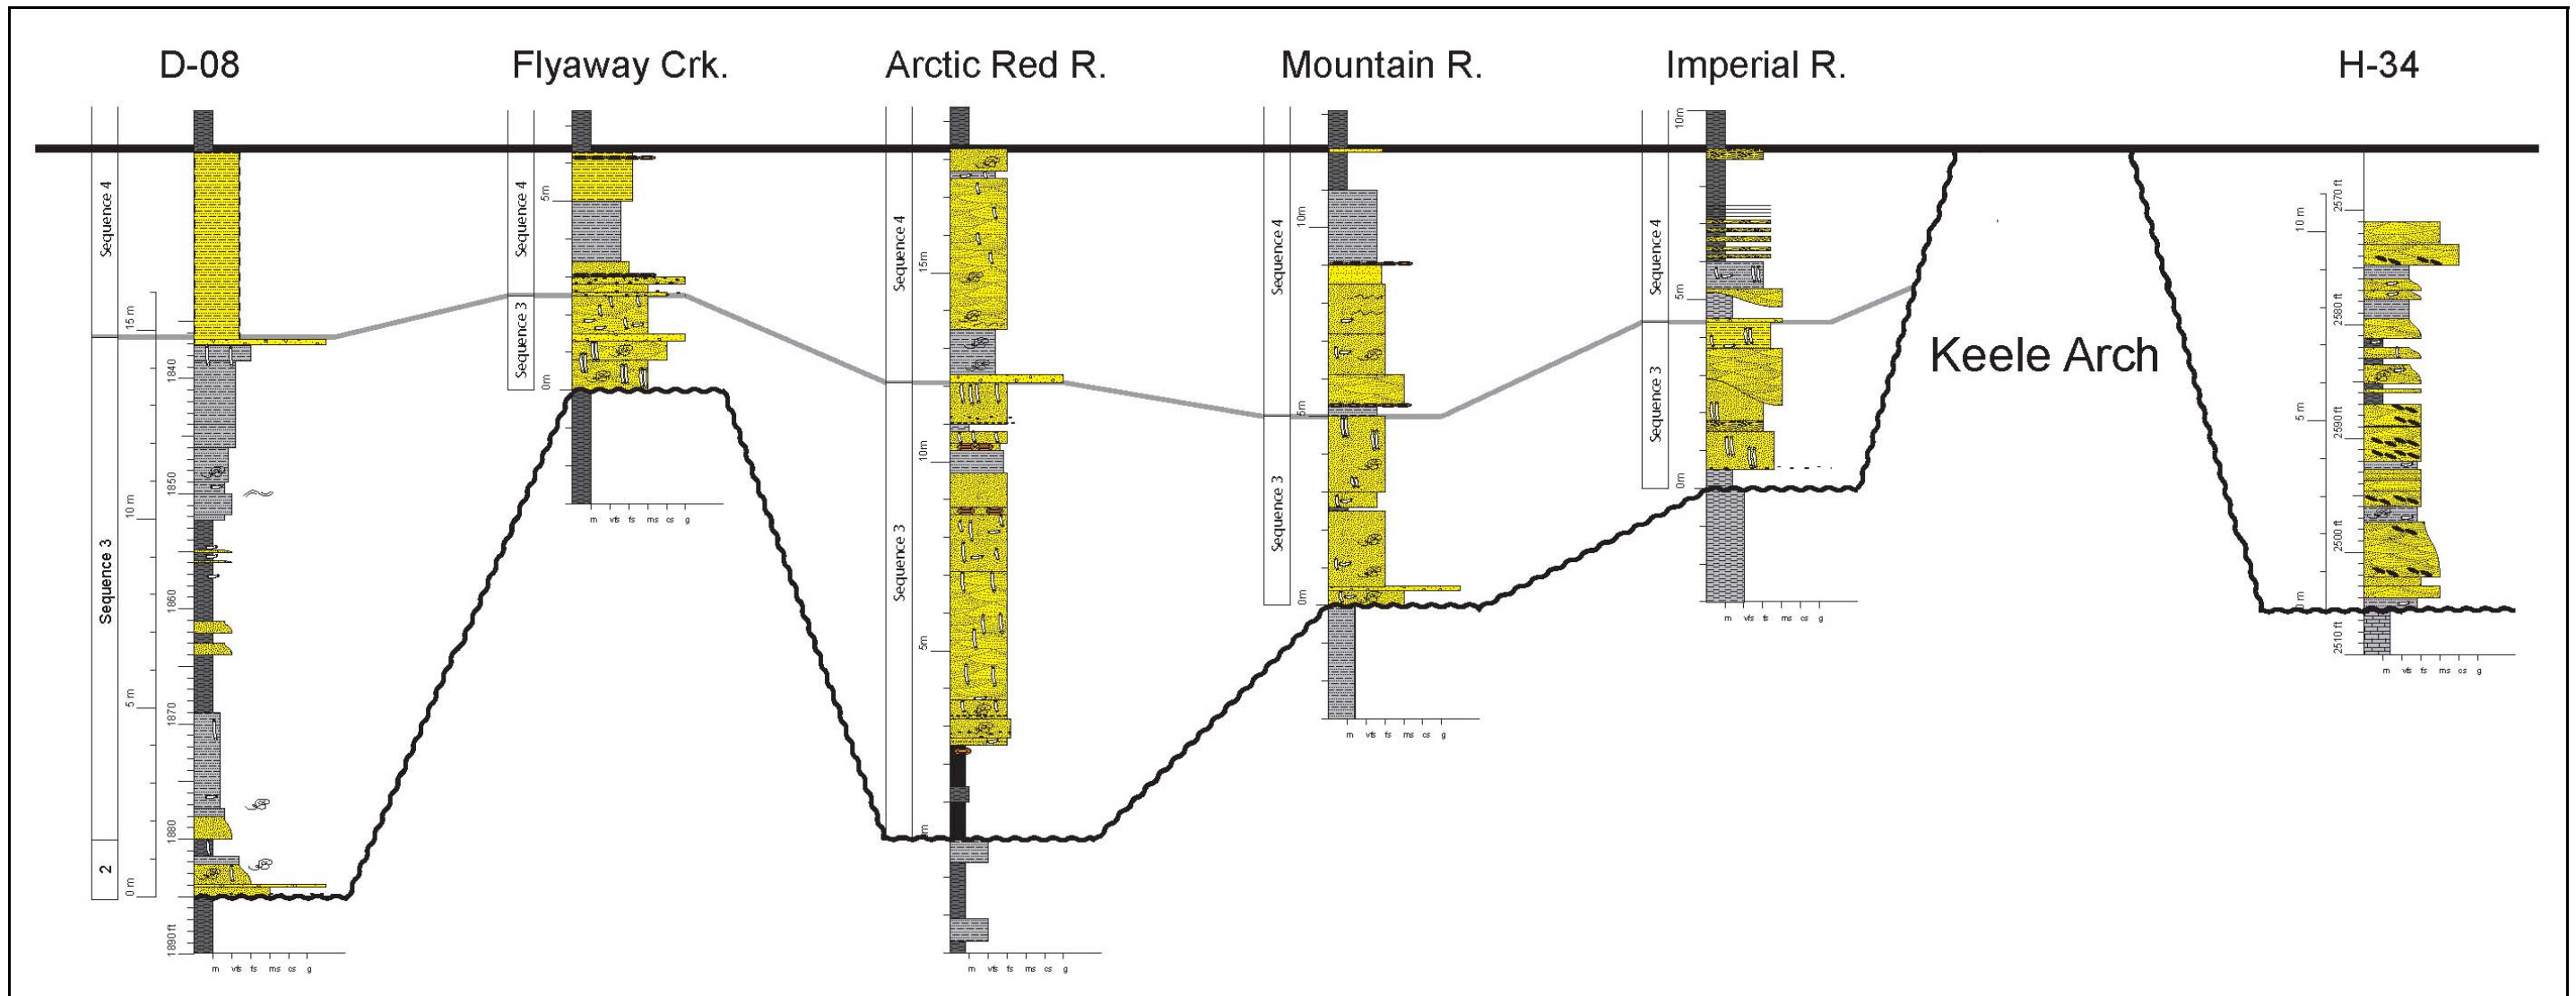 D-08
Flyaway Crk.
Arctic Red R.
Mountain R.
Imperial R.
H-34
Keele Arch
Sequence 4
Sequence 3
2
15 m
10 m
5 m
0 m
1840
1850
1860
1870
1880
1890 ft
m vfs fs ms cs g
Sequence 4
Sequence 3
5m
0m
m vfs fs ms cs g
Sequence 4
Sequence 3
15m
10m
5m
m vfs fs ms cs g
Sequence 4
Sequence 3
10m
5m
0m
m vfs fs ms cs g
Sequence 4
Sequence 3
10m
5m
0m
m vfs fs ms cs g
10 m
5 m
0 m
2570 ft
2580 ft
2590 ft
2500 ft
2510 ft
m vfs fs ms cs g